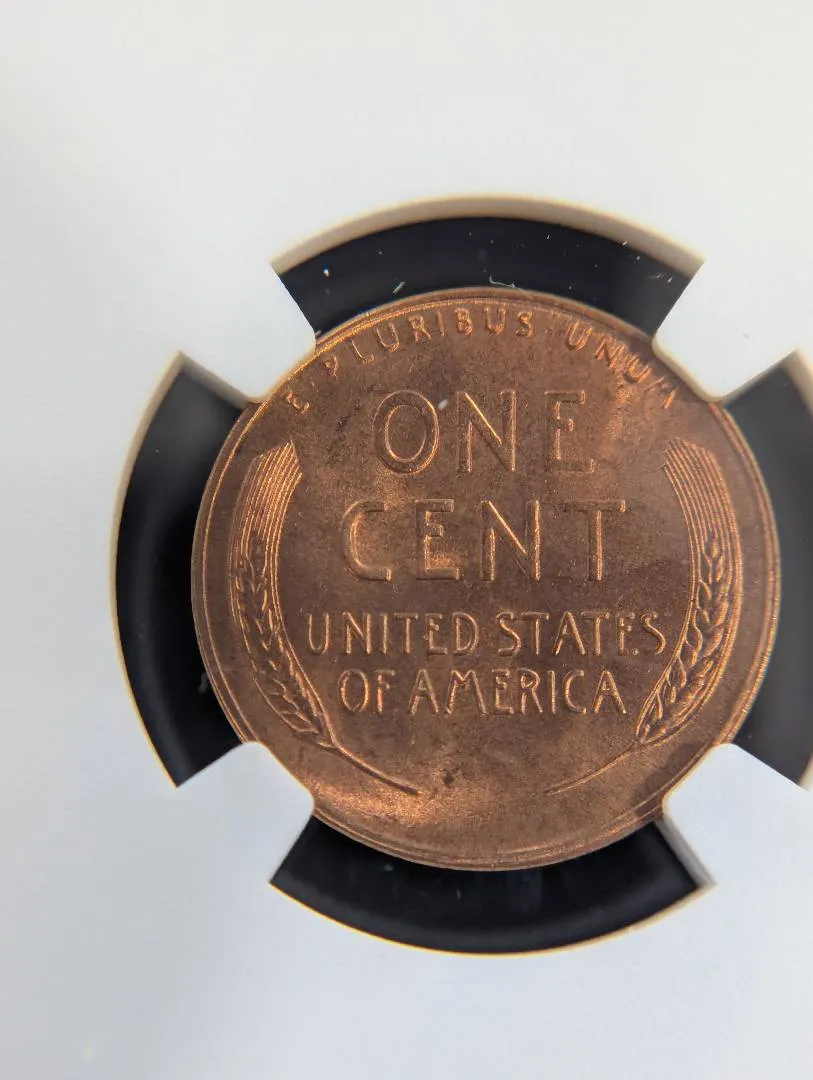 E·PLURIBUS·UNUM
ONE
CENT
UNITED·STATES
OF AMERICA